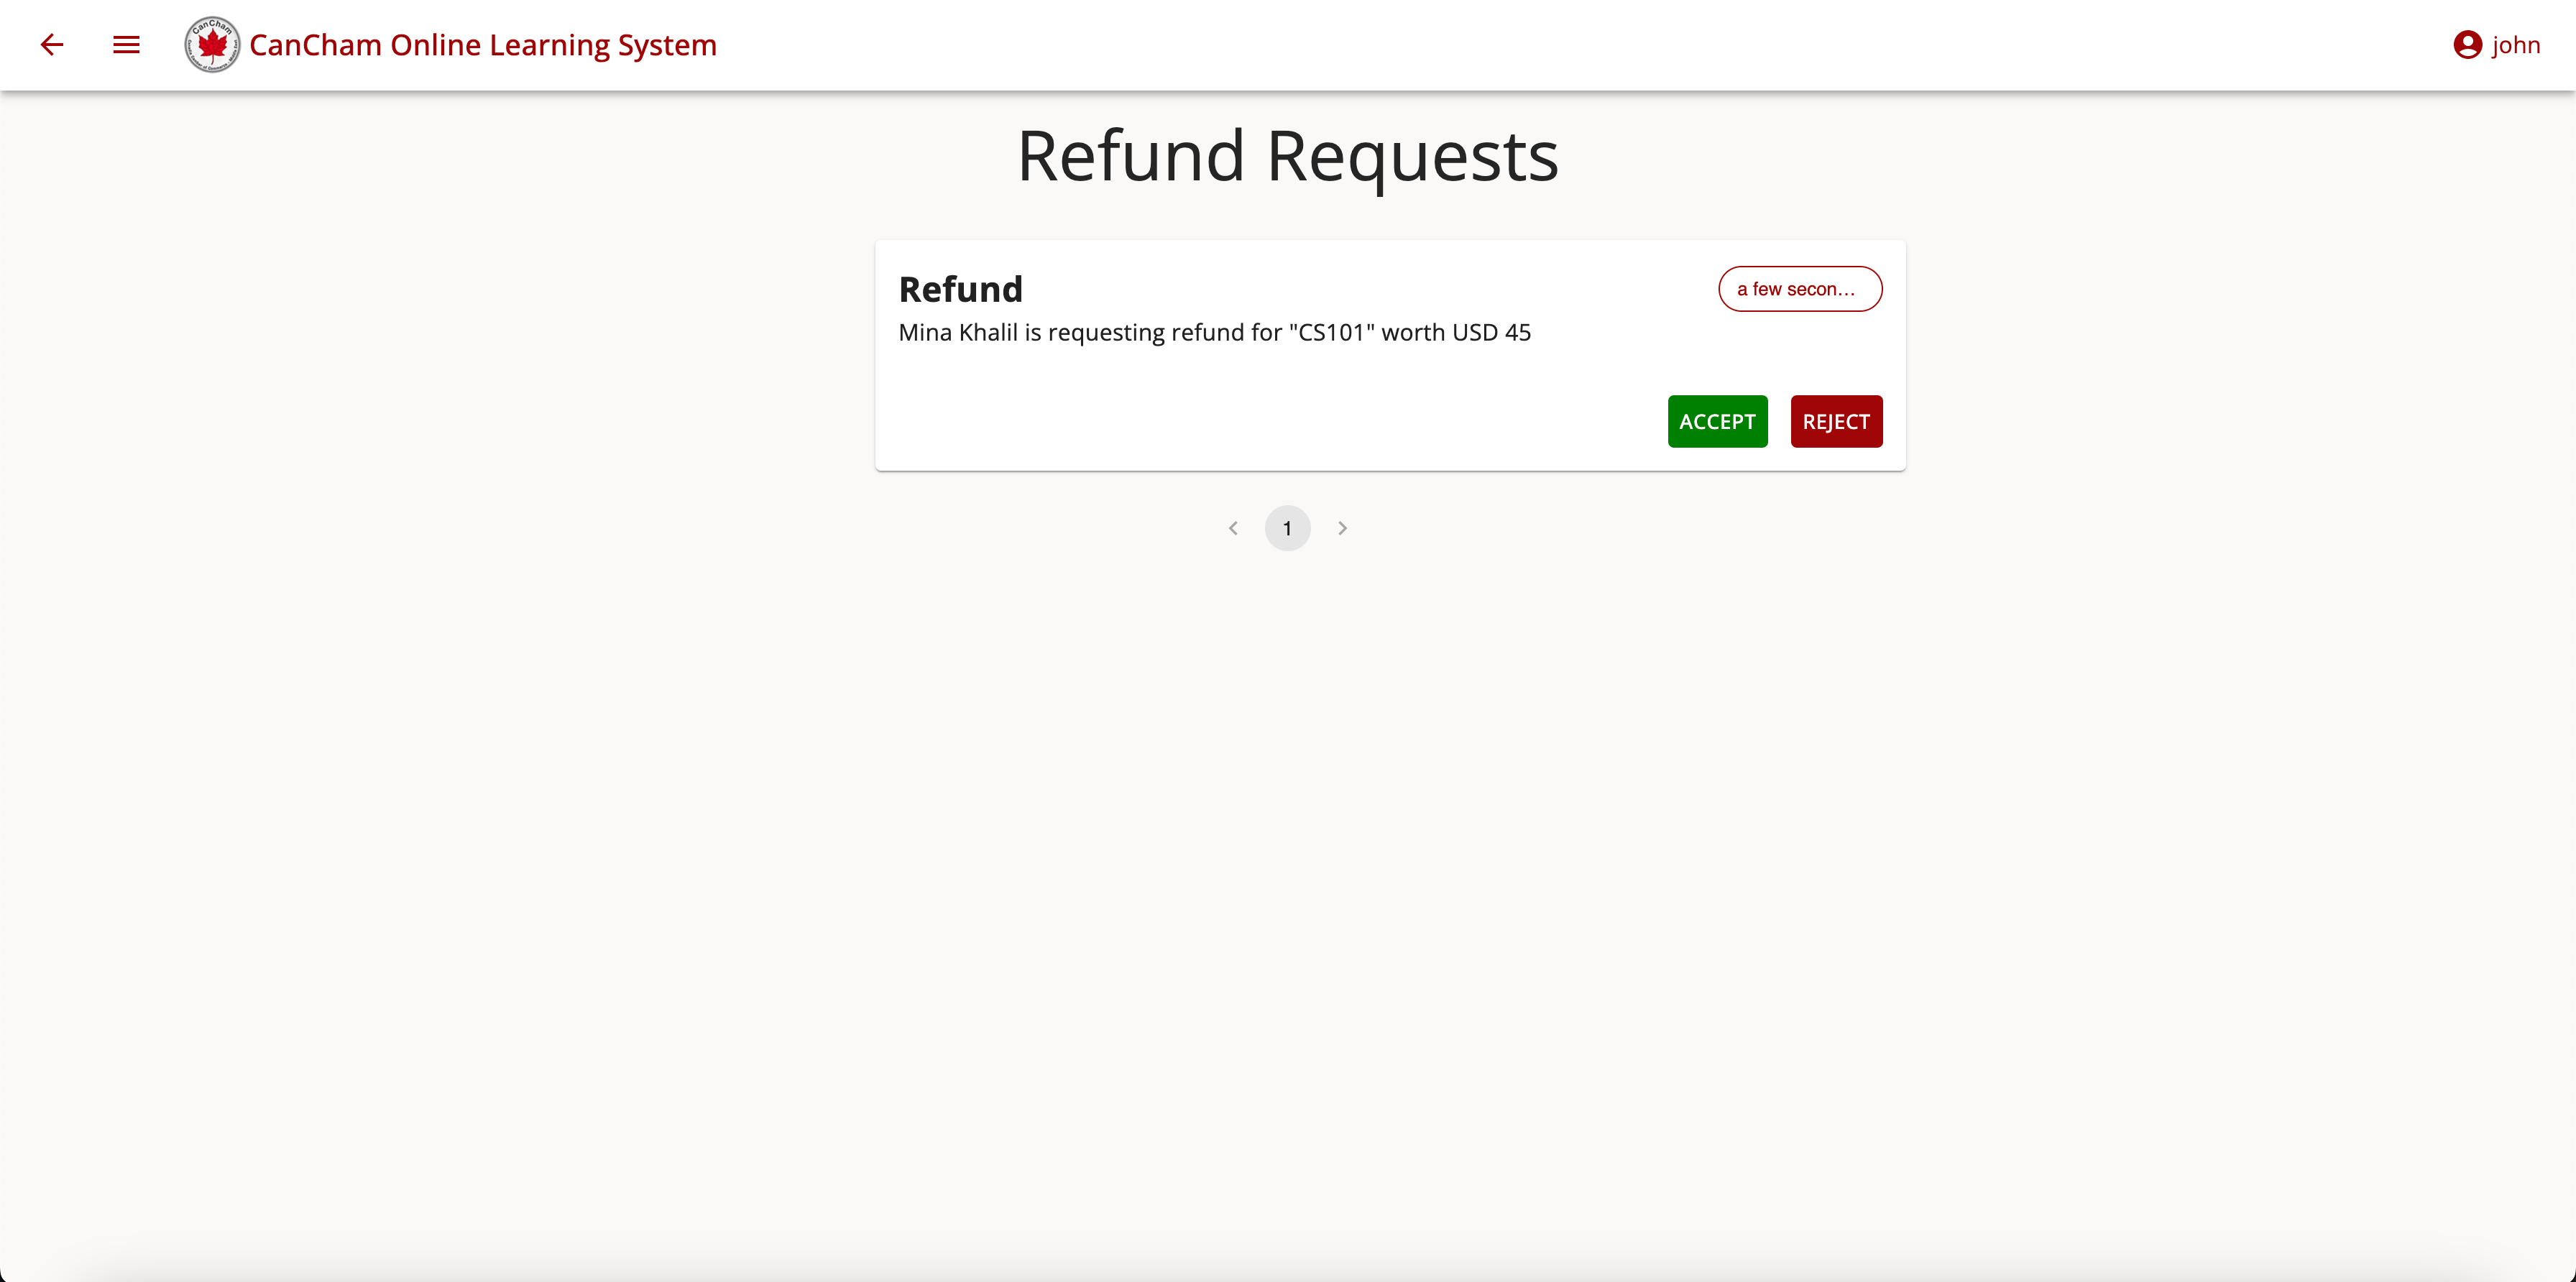 CanCham
CanCham Online Learning System
john
Refund Requests
Refund
a few secon...
Mina Khalil is requesting refund for "CS101" worth USD 45
ACCEPT
REJECT
1